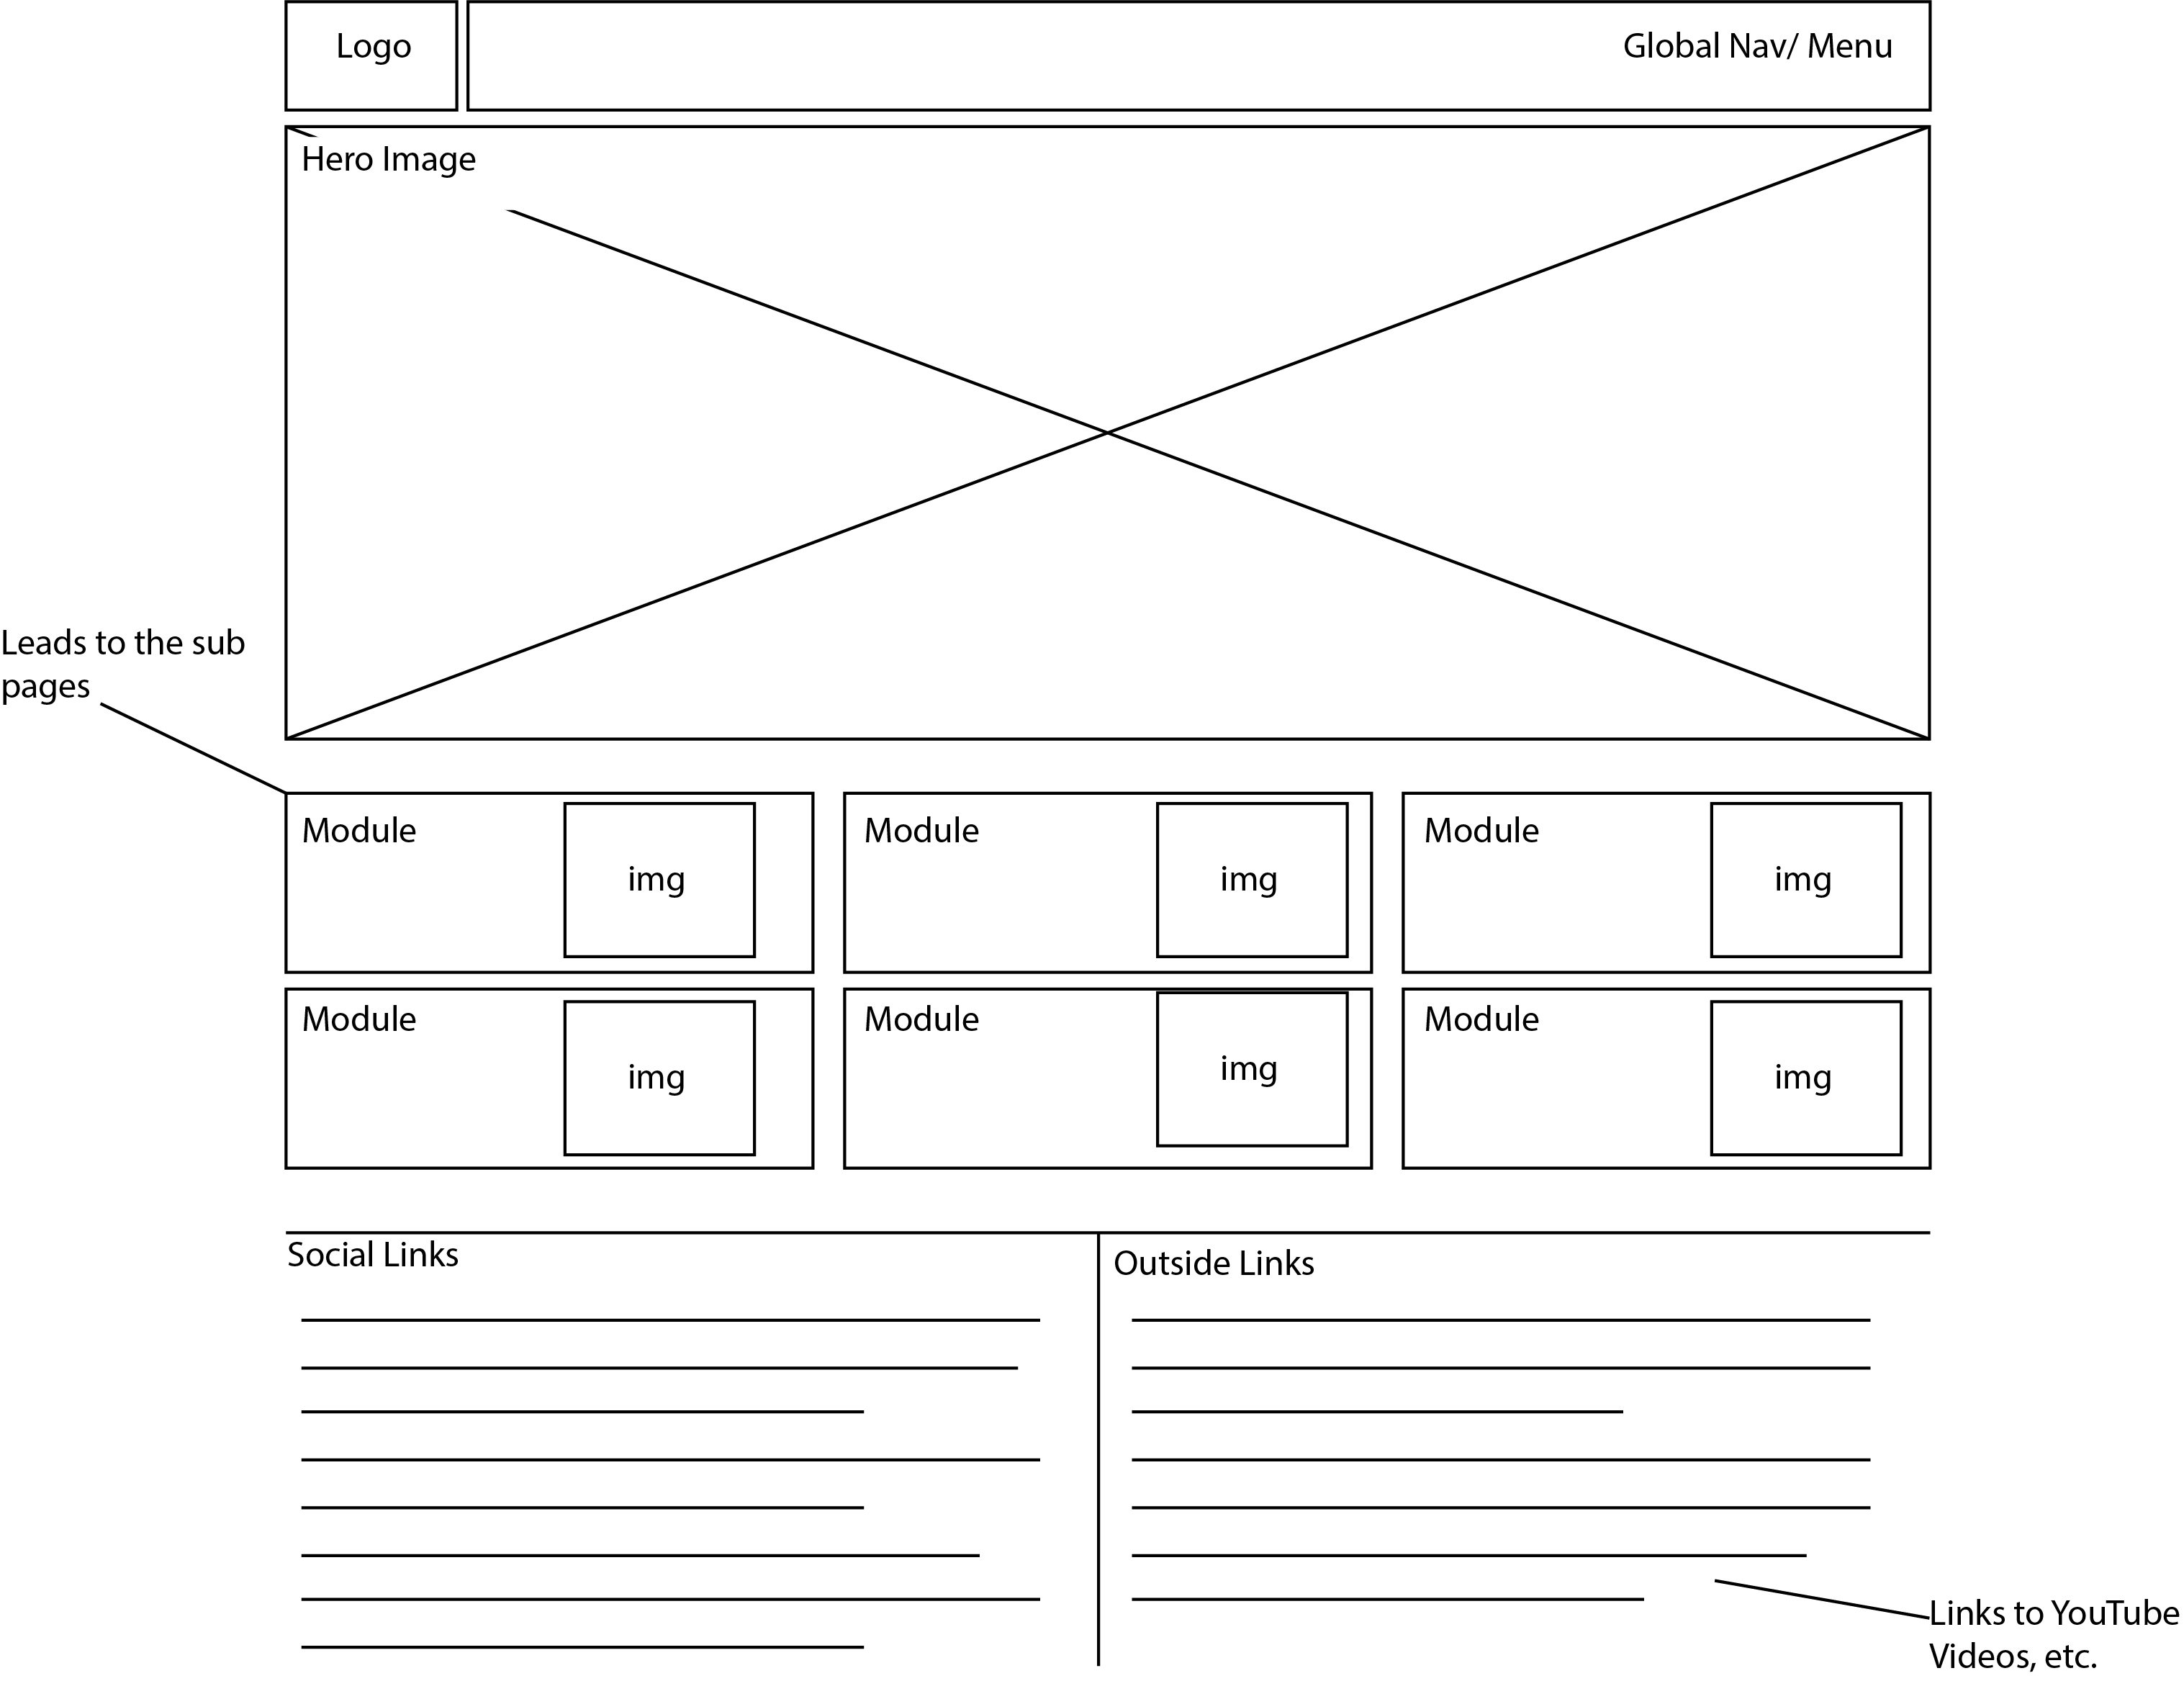 Logo
Global Nav/ Menu
Hero Image
Leads to the sub
pages
Module
img
Module
img
Module
img
Module
img
Module
img
Module
img
Social Links
Outside Links
Links to YouTube
Videos, etc.